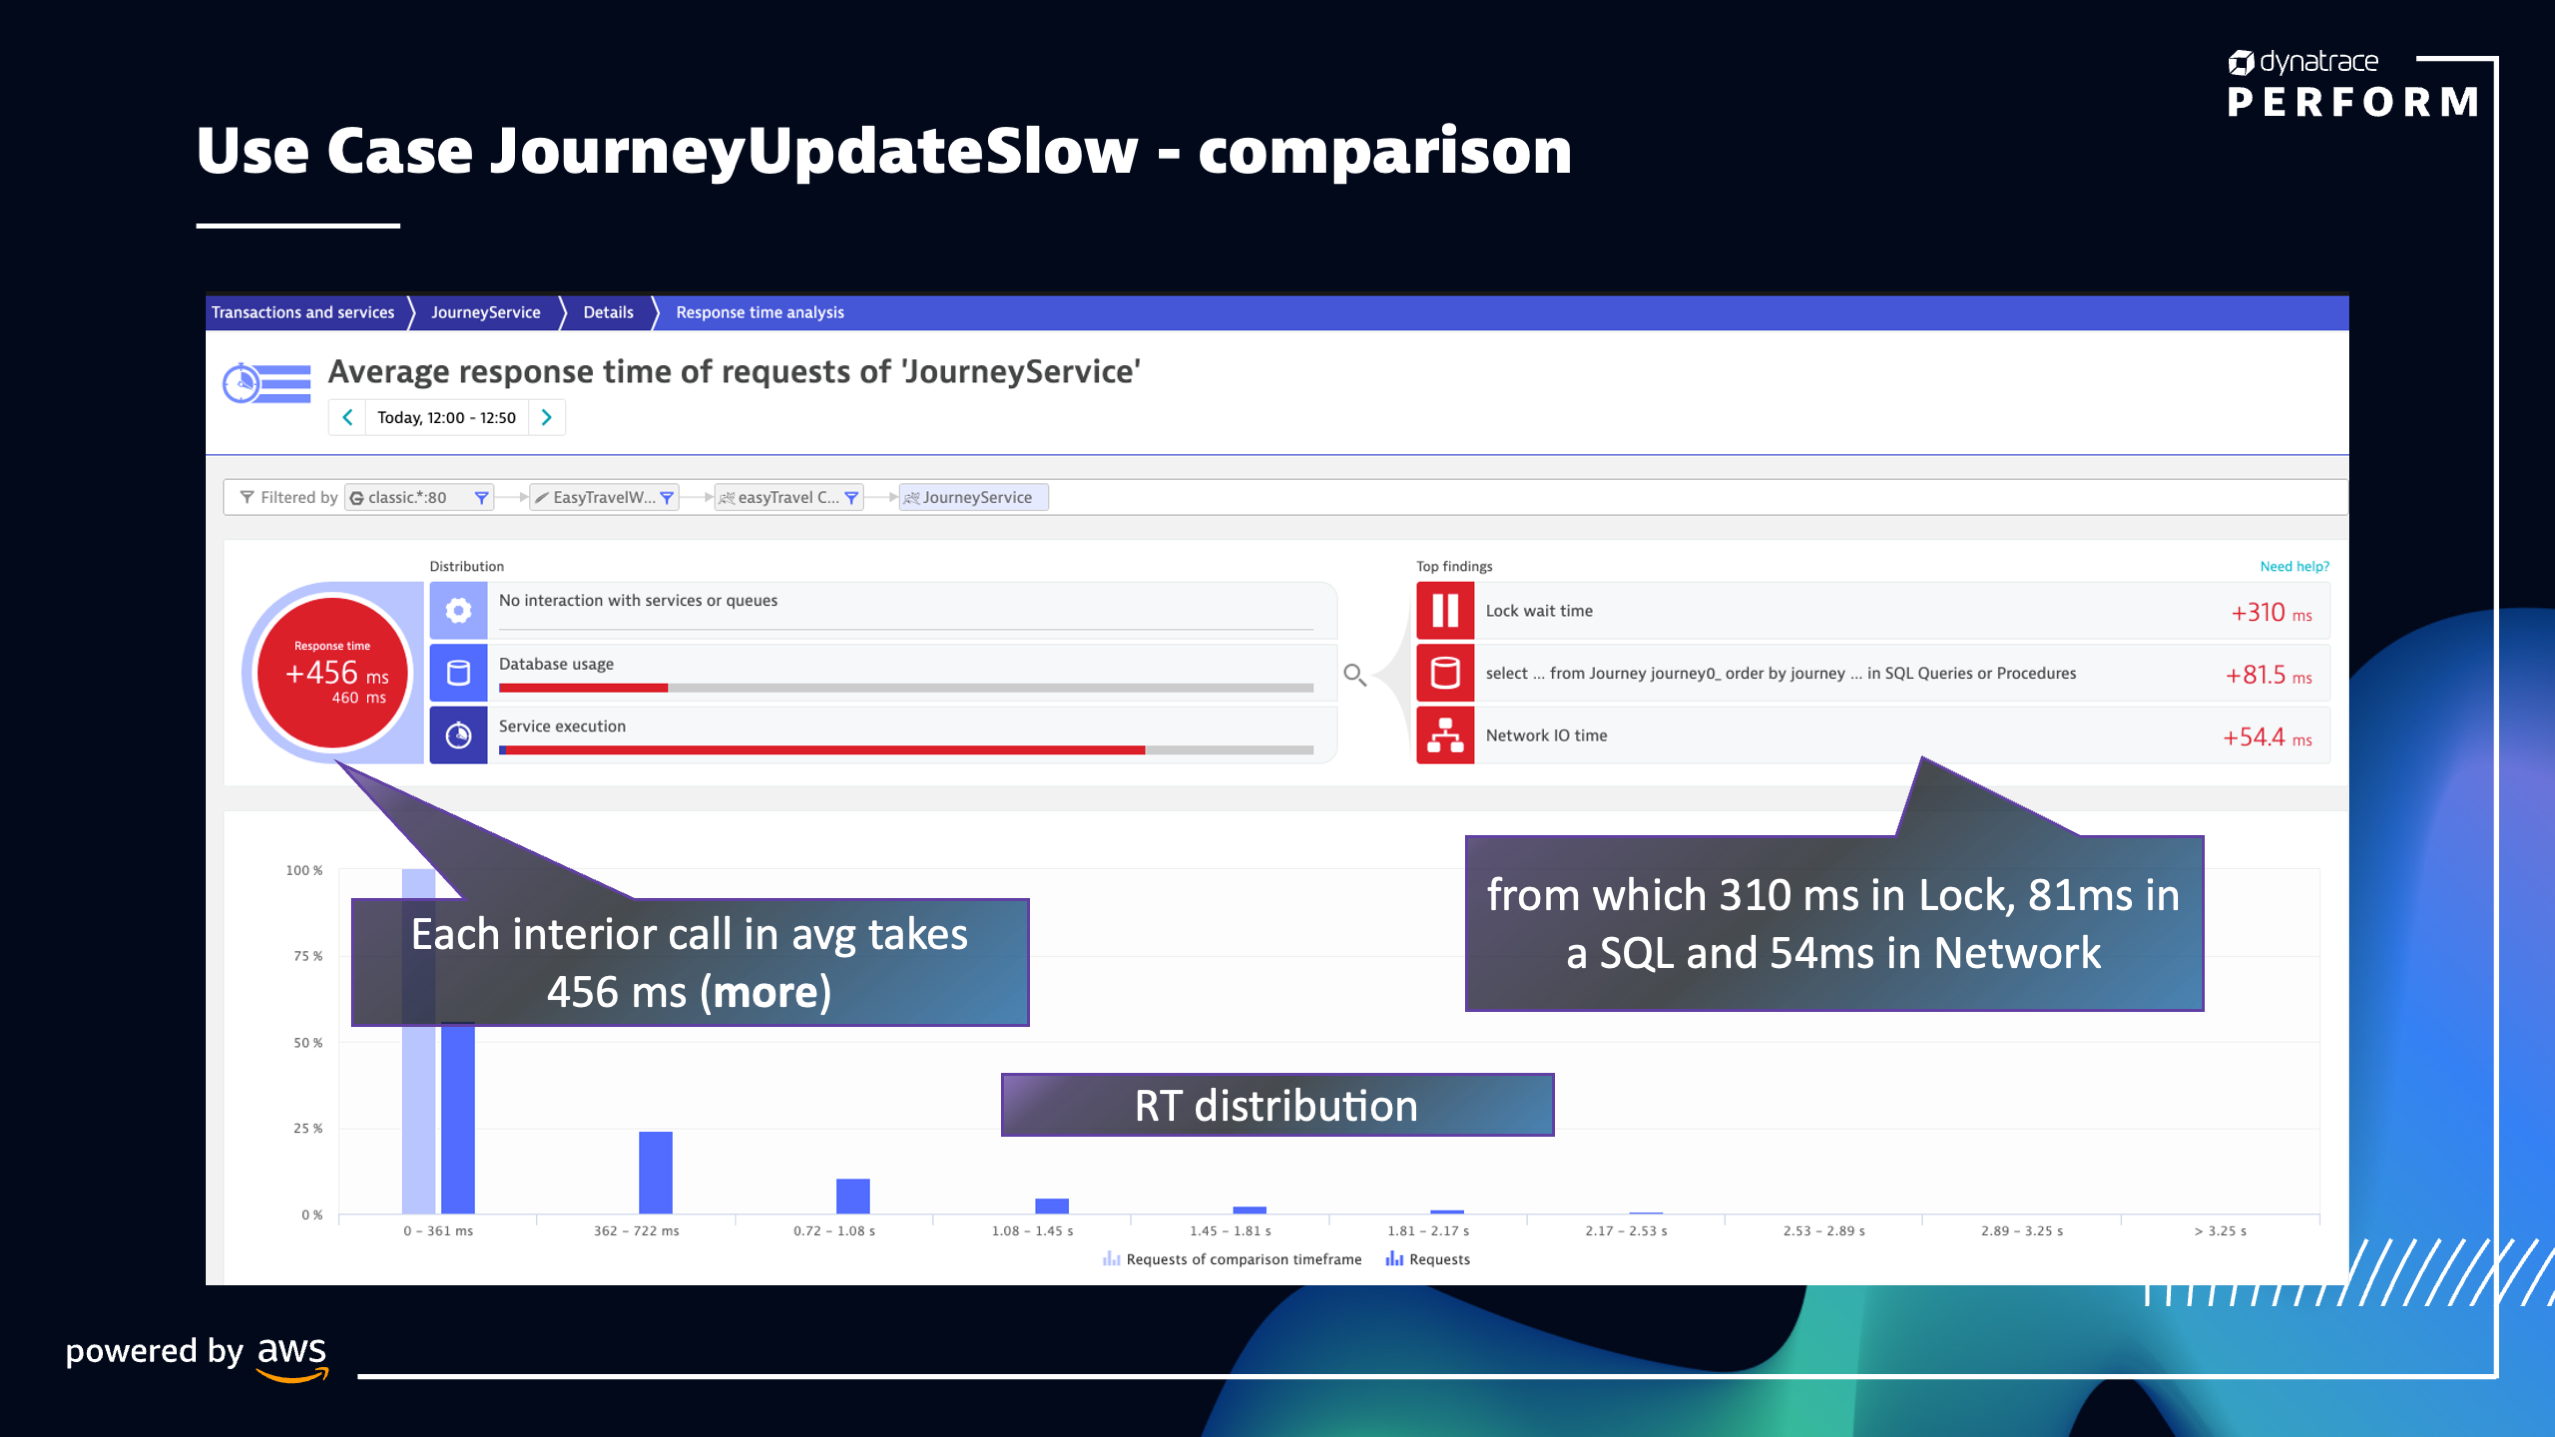 dynatrace
PERFORM
Use Case JourneyUpdateSlow - comparison
Transactions and services
JourneyService
Details
Response time analysis
Average response time of requests of 'JourneyService'
Today, 12:00 - 12:50
Filtered by
classic.*:80
EasyTravelW...
easyTravel C...
JourneyService
Distribution
Response time
+456 ms
460 ms
No interaction with services or queues
Database usage
Service execution
Top findings
Need help?
Lock wait time
+310 ms
select ... from Journey journey0_ order by journey ... in SQL Queries or Procedures
+81.5 ms
Network IO time
+54.4 ms
Each interior call in avg takes
456 ms (more)
from which 310 ms in Lock, 81ms in
a SQL and 54ms in Network
RT distribution
100 %
75 %
50 %
25 %
0 %
0 – 361 ms
362 – 722 ms
0.72 – 1.08 s
1.08 – 1.45 s
1.45 – 1.81 s
1.81 – 2.17 s
2.17 – 2.53 s
2.53 – 2.89 s
2.89 – 3.25 s
> 3.25 s
Requests of comparison timeframe
Requests
powered by aws